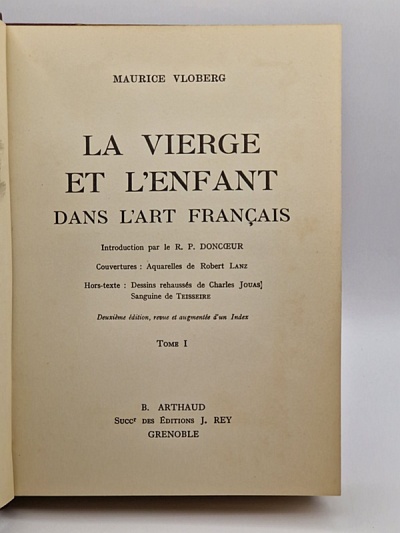 MAURICE VLOBERG
LA VIERGE
ET L'ENFANT
DANS L'ART FRANÇAIS
Introduction par le R. P. DONCŒUR
Couvertures : Aquarelles de Robert LANZ
Hors-texte : Dessins rehaussés de Charles JOUAS]
Sanguine de TEISSEIRE
Deuxième édition, revue et augmentée d'un Index
TOME I
B. ARTHAUD
SUCCr DES ÉDITIONS J. REY
GRENOBLE